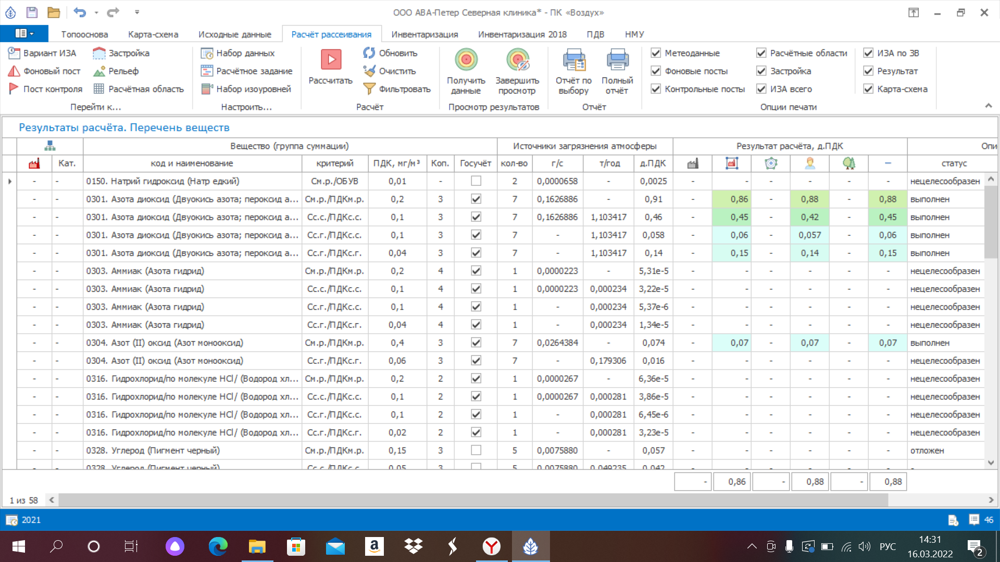 ООО АВА-Петер Северная клиника* - ПК «Воздух»
Топооснова Карта-схема Исходные данные Расчёт рассеивания Инвентаризация Инвентаризация 2018 ПДВ НМУ
Вариант ИЗА Застройка Набор данных Обновить Метеоданные Расчётные области ИЗА по ЗВ
Фоновый пост Рельеф Расчётное задание Рассчитать Очистить Получить данные Завершить просмотр Отчёт по выбору Полный отчёт Фоновые посты Застройка Результат
Пост контроля Расчётная область Набор изоуровней Фильтровать Контрольные посты ИЗА всего Карта-схема
Перейти к... Настроить... Расчёт Просмотр результатов Отчёт Опции печати
Результаты расчёта. Перечень веществ
Вещество (группа суммации) Источники загрязнения атмосферы Результат расчёта, д.ПДК Опи
Кат. код и наименование критерий ПДК, мг/м³ Коп. Госучёт кол-во г/с т/год д.ПДК статус
- - 0150. Натрий гидроксид (Натр едкий) См.р./ОБУВ 0,01 - 2 0,0000658 - 0,0025 - - - - - - нецелесообразен
- - 0301. Азота диоксид (Двуокись азота; пероксид а... См.р./ПДКм.р. 0,2 3 7 0,1626886 - 0,91 - 0,86 - 0,88 - 0,88 выполнен
- - 0301. Азота диоксид (Двуокись азота; пероксид а... Сс.с./ПДКс.с. 0,1 3 7 0,1626886 1,103417 0,46 - 0,45 - 0,42 - 0,45 выполнен
- - 0301. Азота диоксид (Двуокись азота; пероксид а... Сс.г./ПДКс.с. 0,1 3 7 - 1,103417 0,058 - 0,06 - 0,057 - 0,06 выполнен
- - 0301. Азота диоксид (Двуокись азота; пероксид а... Сс.г./ПДКс.г. 0,04 3 7 - 1,103417 0,14 - 0,15 - 0,14 - 0,15 выполнен
- - 0303. Аммиак (Азота гидрид) См.р./ПДКм.р. 0,2 4 1 0,0000223 - 5,31e-5 - - - - - - нецелесообразен
- - 0303. Аммиак (Азота гидрид) Сс.с./ПДКс.с. 0,1 4 1 0,0000223 0,000234 3,22e-5 - - - - - - нецелесообразен
- - 0303. Аммиак (Азота гидрид) Сс.г./ПДКс.с. 0,1 4 1 - 0,000234 5,37e-6 - - - - - - нецелесообразен
- - 0303. Аммиак (Азота гидрид) Сс.г./ПДКс.г. 0,04 4 1 - 0,000234 1,34e-5 - - - - - - нецелесообразен
- - 0304. Азот (II) оксид (Азот монооксид) См.р./ПДКм.р. 0,4 3 7 0,0264384 - 0,074 - 0,07 - 0,07 - 0,07 выполнен
- - 0304. Азот (II) оксид (Азот монооксид) Сс.г./ПДКс.г. 0,06 3 7 - 0,179306 0,016 - - - - - - нецелесообразен
- - 0316. Гидрохлорид/по молекуле HCl/ (Водород хл... См.р./ПДКм.р. 0,2 2 1 0,0000267 - 6,36e-5 - - - - - - нецелесообразен
- - 0316. Гидрохлорид/по молекуле HCl/ (Водород хл... Сс.с./ПДКс.с. 0,1 2 1 0,0000267 0,000281 3,86e-5 - - - - - - нецелесообразен
- - 0316. Гидрохлорид/по молекуле HCl/ (Водород хл... Сс.г./ПДКс.с. 0,1 2 1 - 0,000281 6,45e-6 - - - - - - нецелесообразен
- - 0316. Гидрохлорид/по молекуле HCl/ (Водород хл... Сс.г./ПДКс.г. 0,02 2 1 - 0,000281 3,23e-5 - - - - - - нецелесообразен
- - 0328. Углерод (Пигмент черный) См.р./ПДКм.р. 0,15 3 5 0,0075880 - 0,057 - - - - - - отложен
- - 0328. Углерод (Пигмент черный) Сс.с./ПДКс.с. 0,05 3 5 0,0075880 0,049235 0,042 - - - - - - -
- 0,86 - 0,88 - 0,88
1 из 58
2021 46
14:31
РУС
16.03.2022 2